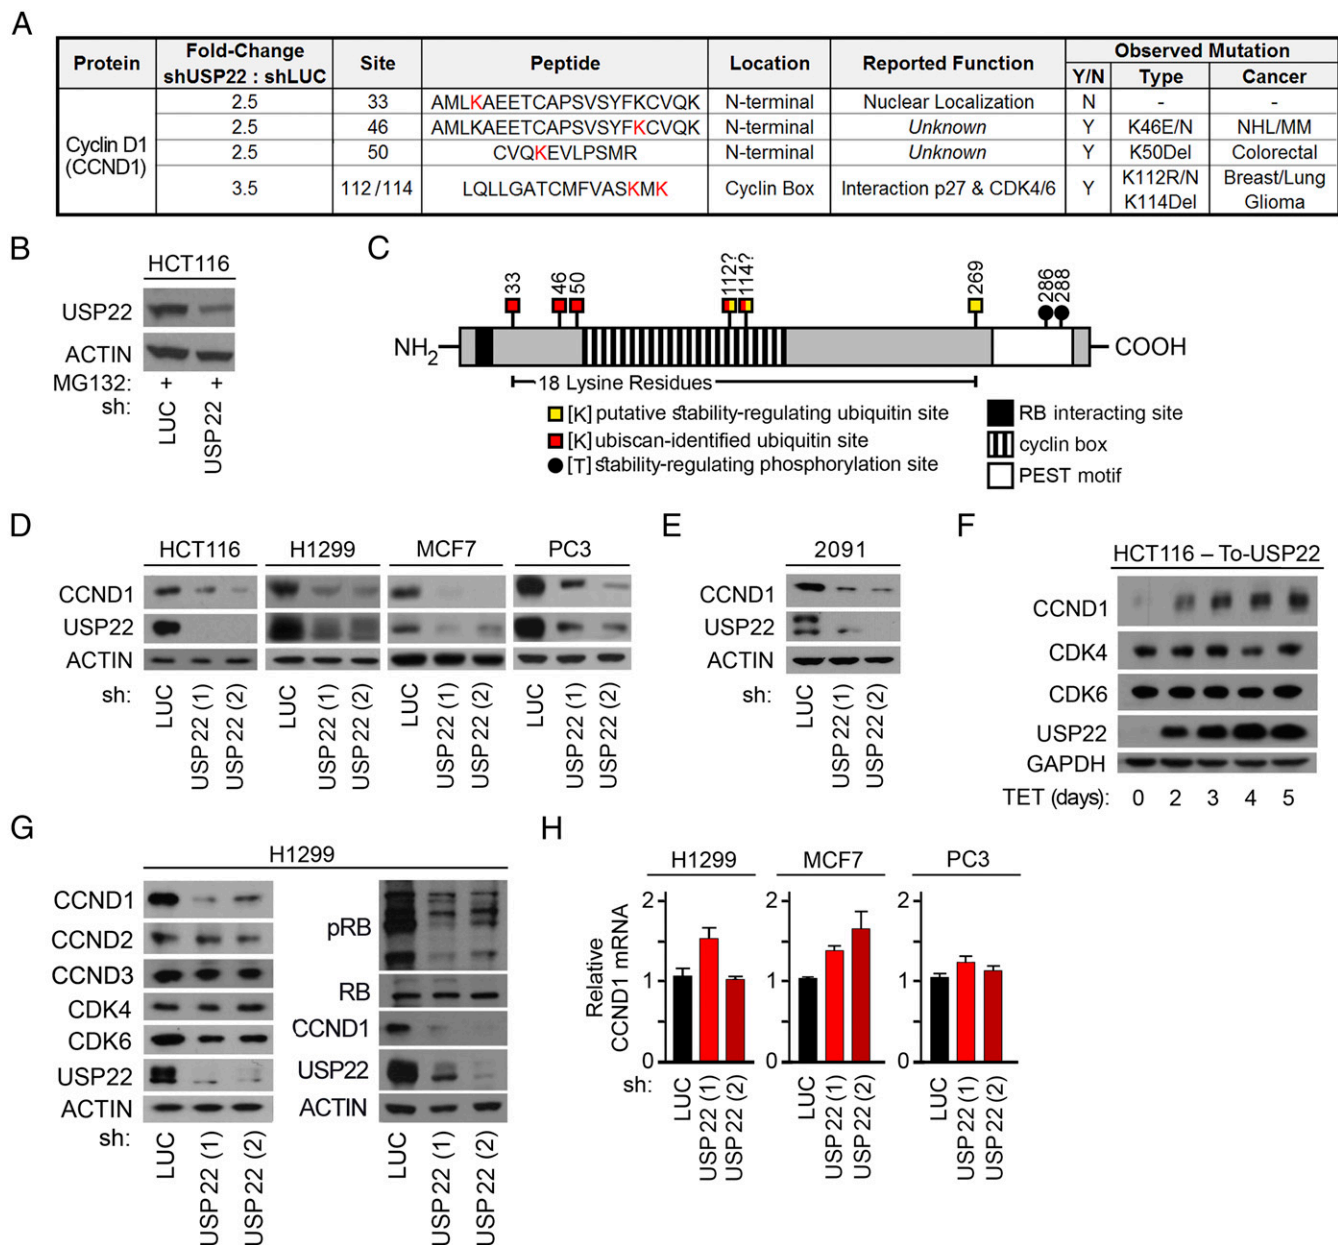 A
Protein Fold-Change shUSP22 : shLUC Site Peptide Location Reported Function Observed Mutation
Y/N Type Cancer
Cyclin D1 (CCND1)
2.5 33 AMLKAEETCAPSVSYFKCVQK N-terminal Nuclear Localization N - -
2.5 46 AMLKAEETCAPSVSYFKCVQK N-terminal Unknown Y K46E/N NHL/MM
2.5 50 CVQKEVLPSMR N-terminal Unknown Y K50Del Colorectal
3.5 112/114 LQLLGATCMFVASKMK Cyclin Box Interaction p27 & CDK4/6 Y K112R/N Breast/Lung
K114Del Glioma
B
HCT116
USP22
ACTIN
MG132: + +
sh: LUC USP22
C
33 46 50 112? 114? 269 286 288
NH2 COOH
18 Lysine Residues
[K] putative stability-regulating ubiquitin site
[K] ubiscan-identified ubiquitin site
[T] stability-regulating phosphorylation site
RB interacting site
cyclin box
PEST motif
D
HCT116 H1299 MCF7 PC3
CCND1
USP22
ACTIN
sh: LUC USP22 (1) USP22 (2) LUC USP22 (1) USP22 (2) LUC USP22 (1) USP22 (2) LUC USP22 (1) USP22 (2)
E
2091
CCND1
USP22
ACTIN
sh: LUC USP22 (1) USP22 (2)
F
HCT116 – To-USP22
CCND1
CDK4
CDK6
USP22
GAPDH
TET (days): 0 2 3 4 5
G
H1299
CCND1
CCND2
CCND3
CDK4
CDK6
USP22
ACTIN
sh: LUC USP22 (1) USP22 (2)
pRB
RB
CCND1
USP22
ACTIN
LUC USP22 (1) USP22 (2)
H
H1299 MCF7 PC3
Relative CCND1 mRNA
2 2 2
1 1 1
0 0 0
sh: LUC USP22 (1) USP22 (2) LUC USP22 (1) USP22 (2) LUC USP22 (1) USP22 (2)